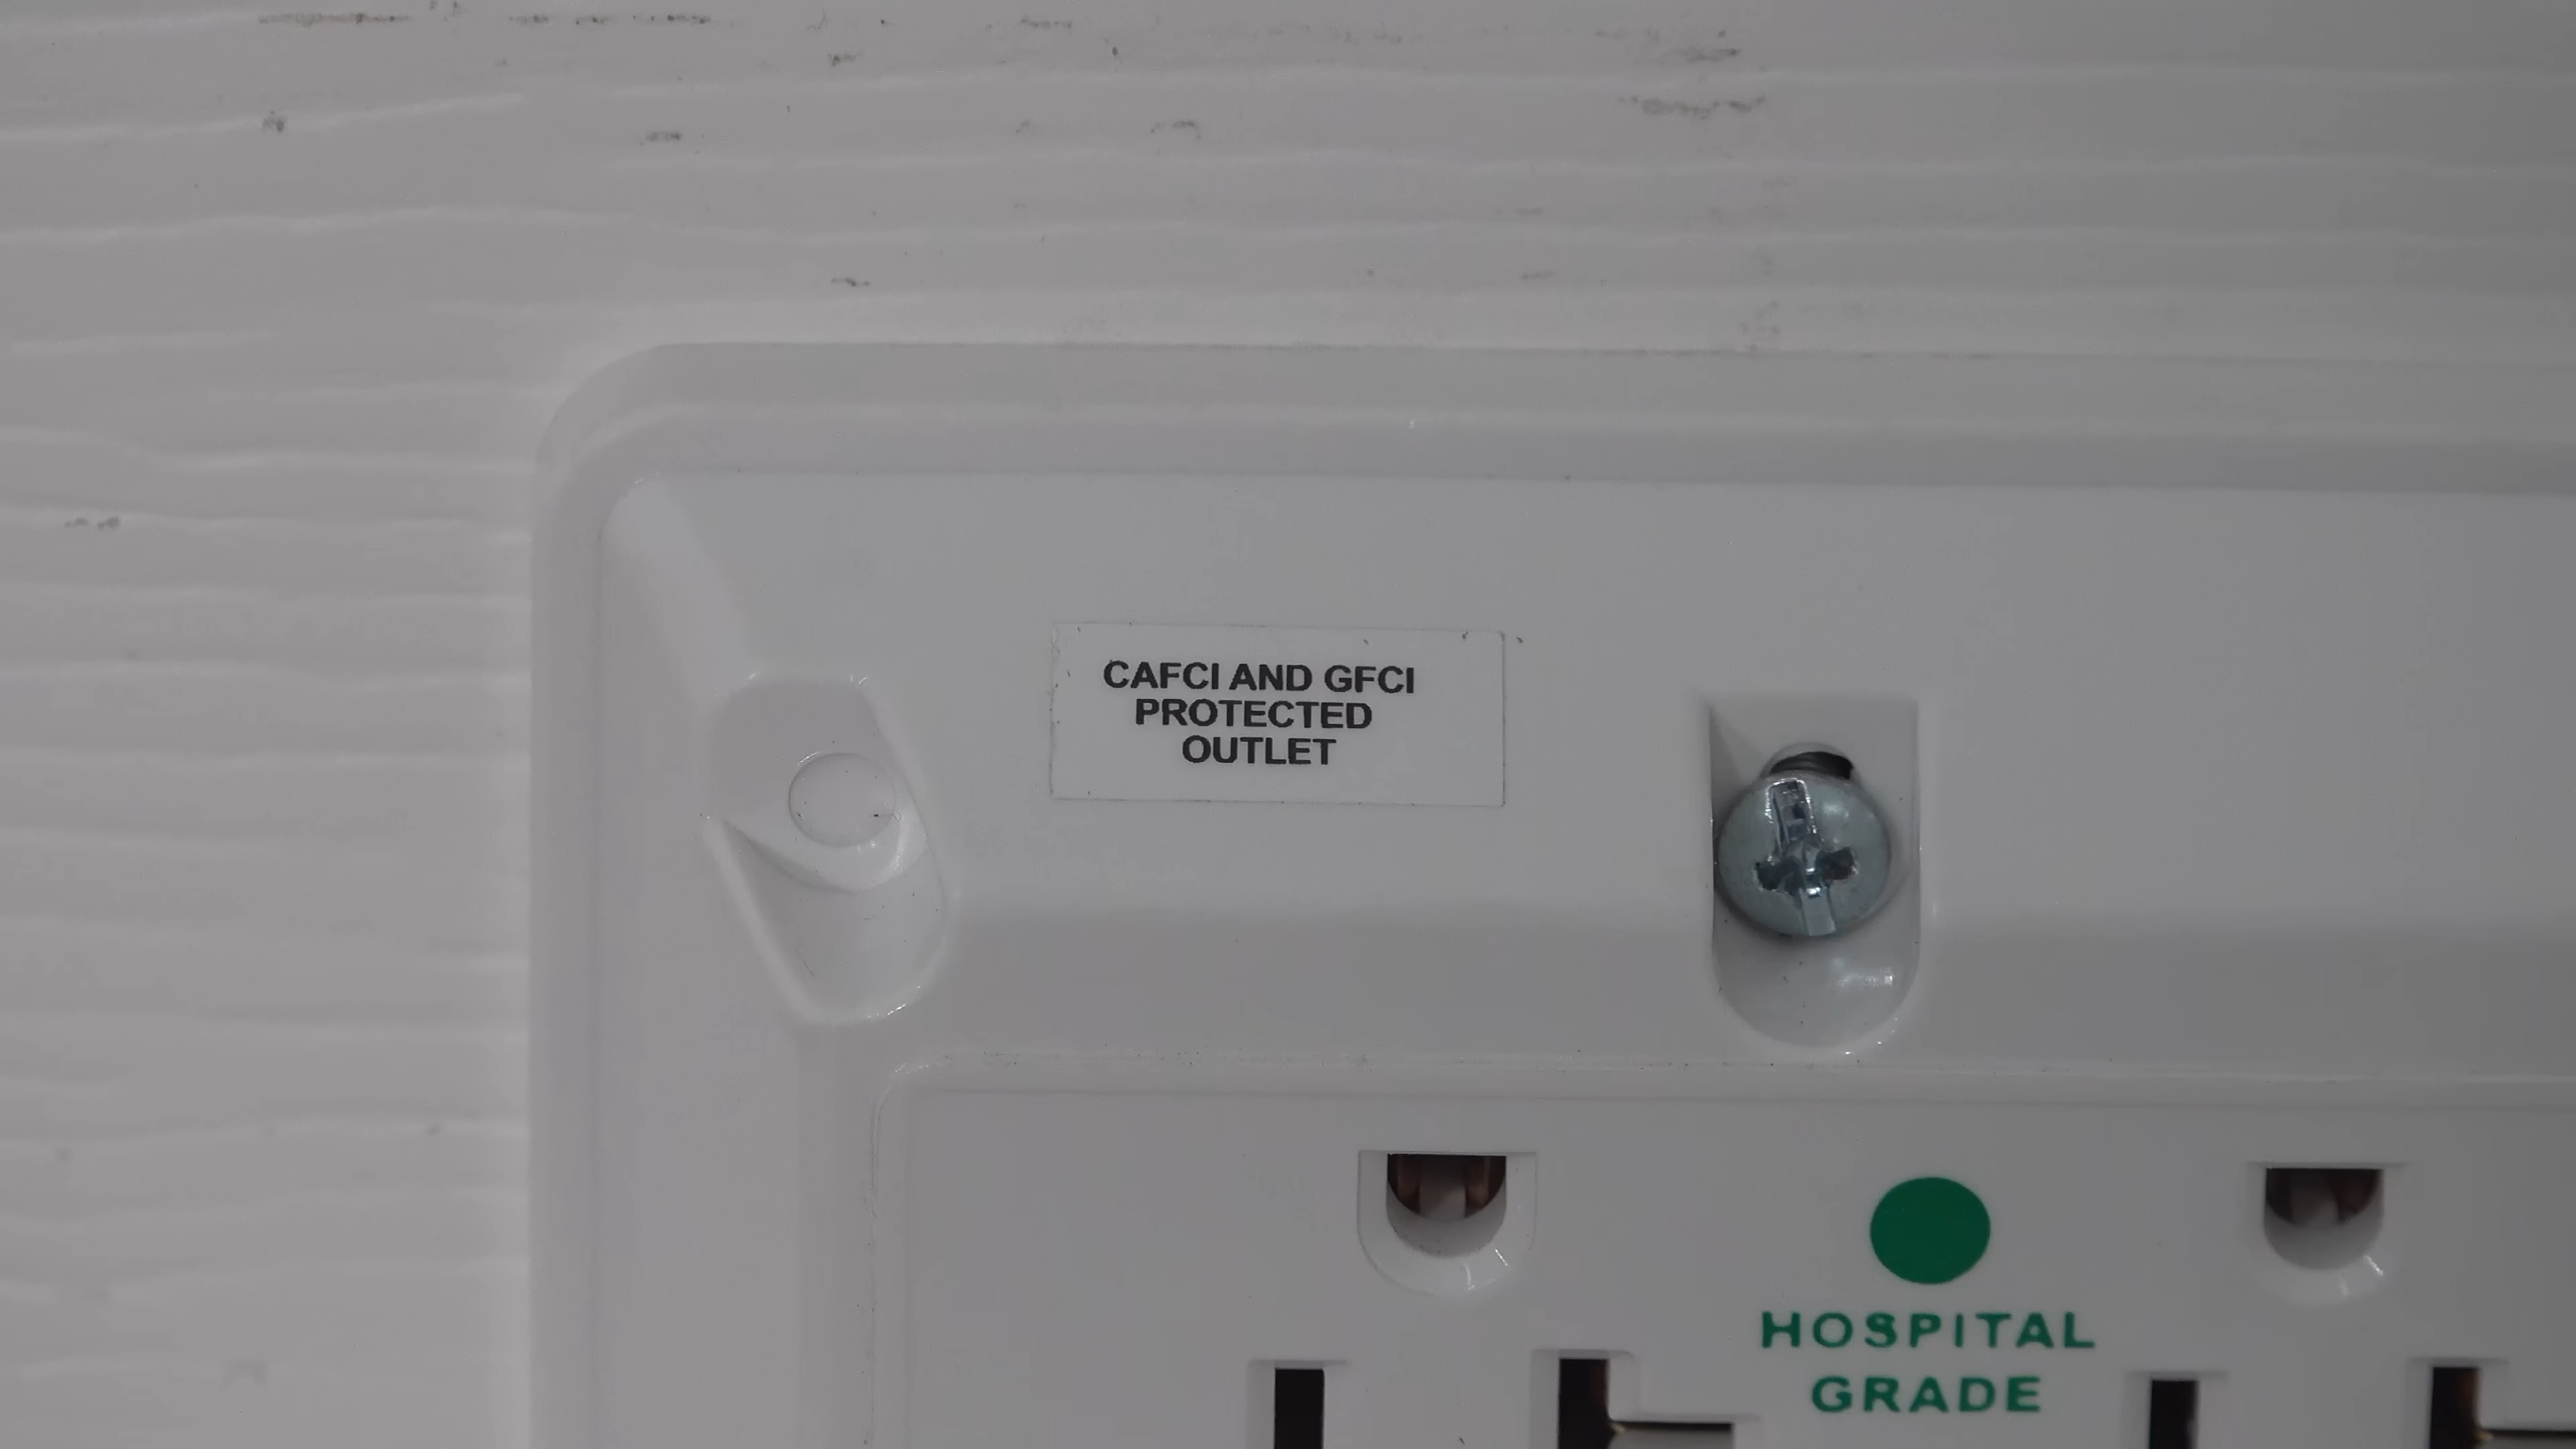 CAFCI AND GFCI
PROTECTED
OUTLET
HOSPITAL
GRADE